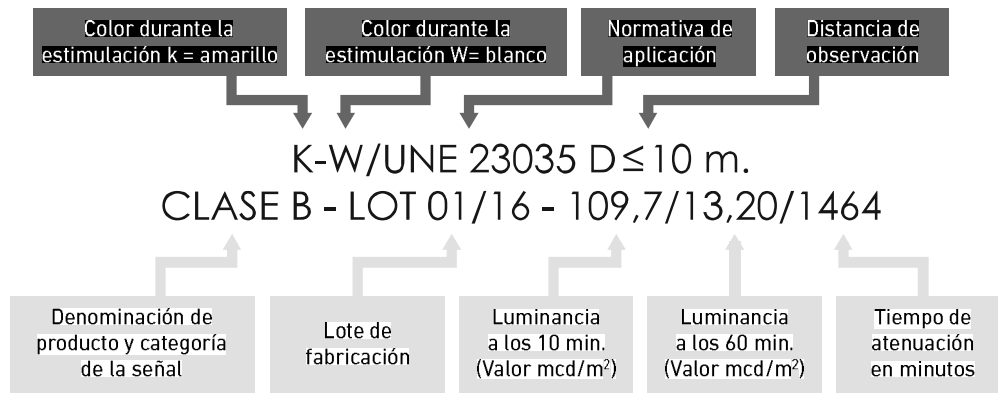 Color durante la
estimulación k = amarillo
Color durante la
estimulación W= blanco
Normativa de
aplicación
Distancia de
observación
K-W/UNE 23035 D≤10 m.
CLASE B - LOT 01/16 - 109,7/13,20/1464
Denominación de
producto y categoría
de la señal
Lote de
fabricación
Luminancia
a los 10 min.
(Valor mcd/m²)
Luminancia
a los 60 min.
(Valor mcd/m²)
Tiempo de
atenuación
en minutos